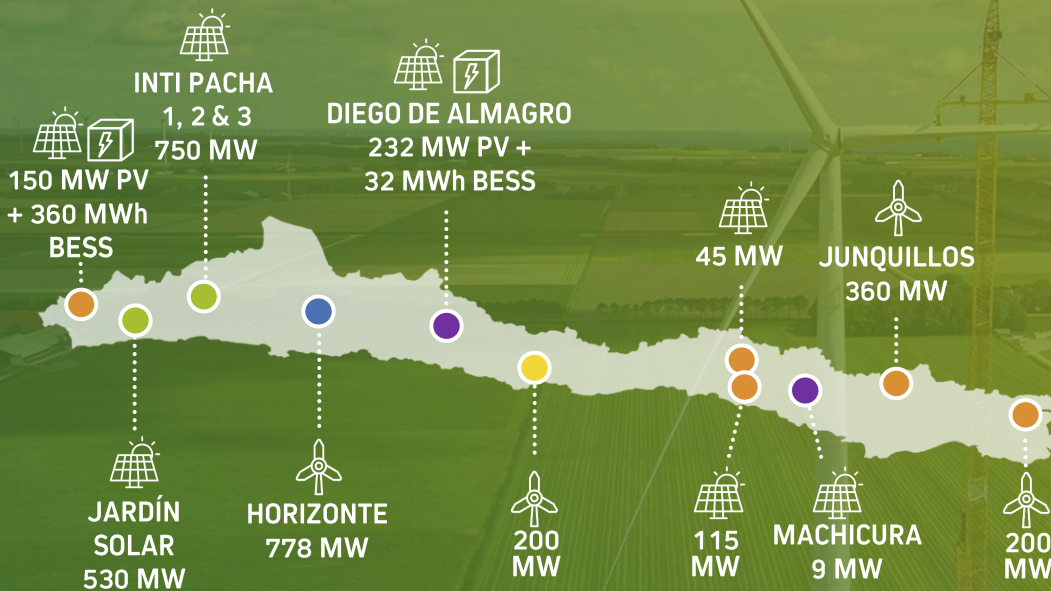 INTI PACHA
1, 2 & 3
750 MW
DIEGO DE ALMAGRO
232 MW PV +
32 MWh BESS
150 MW PV
+ 360 MWh
BESS
45 MW
JUNQUILLOS
360 MW
JARDÍN
SOLAR
530 MW
HORIZONTE
778 MW
200
MW
115
MW
MACHICURA
9 MW
200
MW